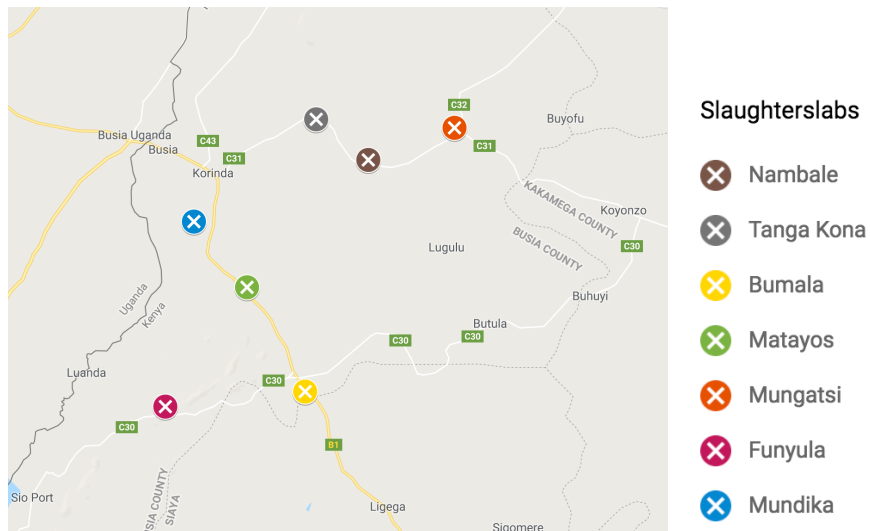 C32
Buyofu
Busia Uganda
Busia
C43
C31
C31
Korinda
KAKAMEGA COUNTY
Koyonzo
BUSIA COUNTY
C30
Lugulu
Uganda
Kenya
Buhuyi
Butula
C30
C30
Luanda
C30
C30
B1
Sio Port
SIAYA
Ligega
Sigomere
Slaughterslabs
Nambale
Tanga Kona
Bumala
Matayos
Mungatsi
Funyula
Mundika